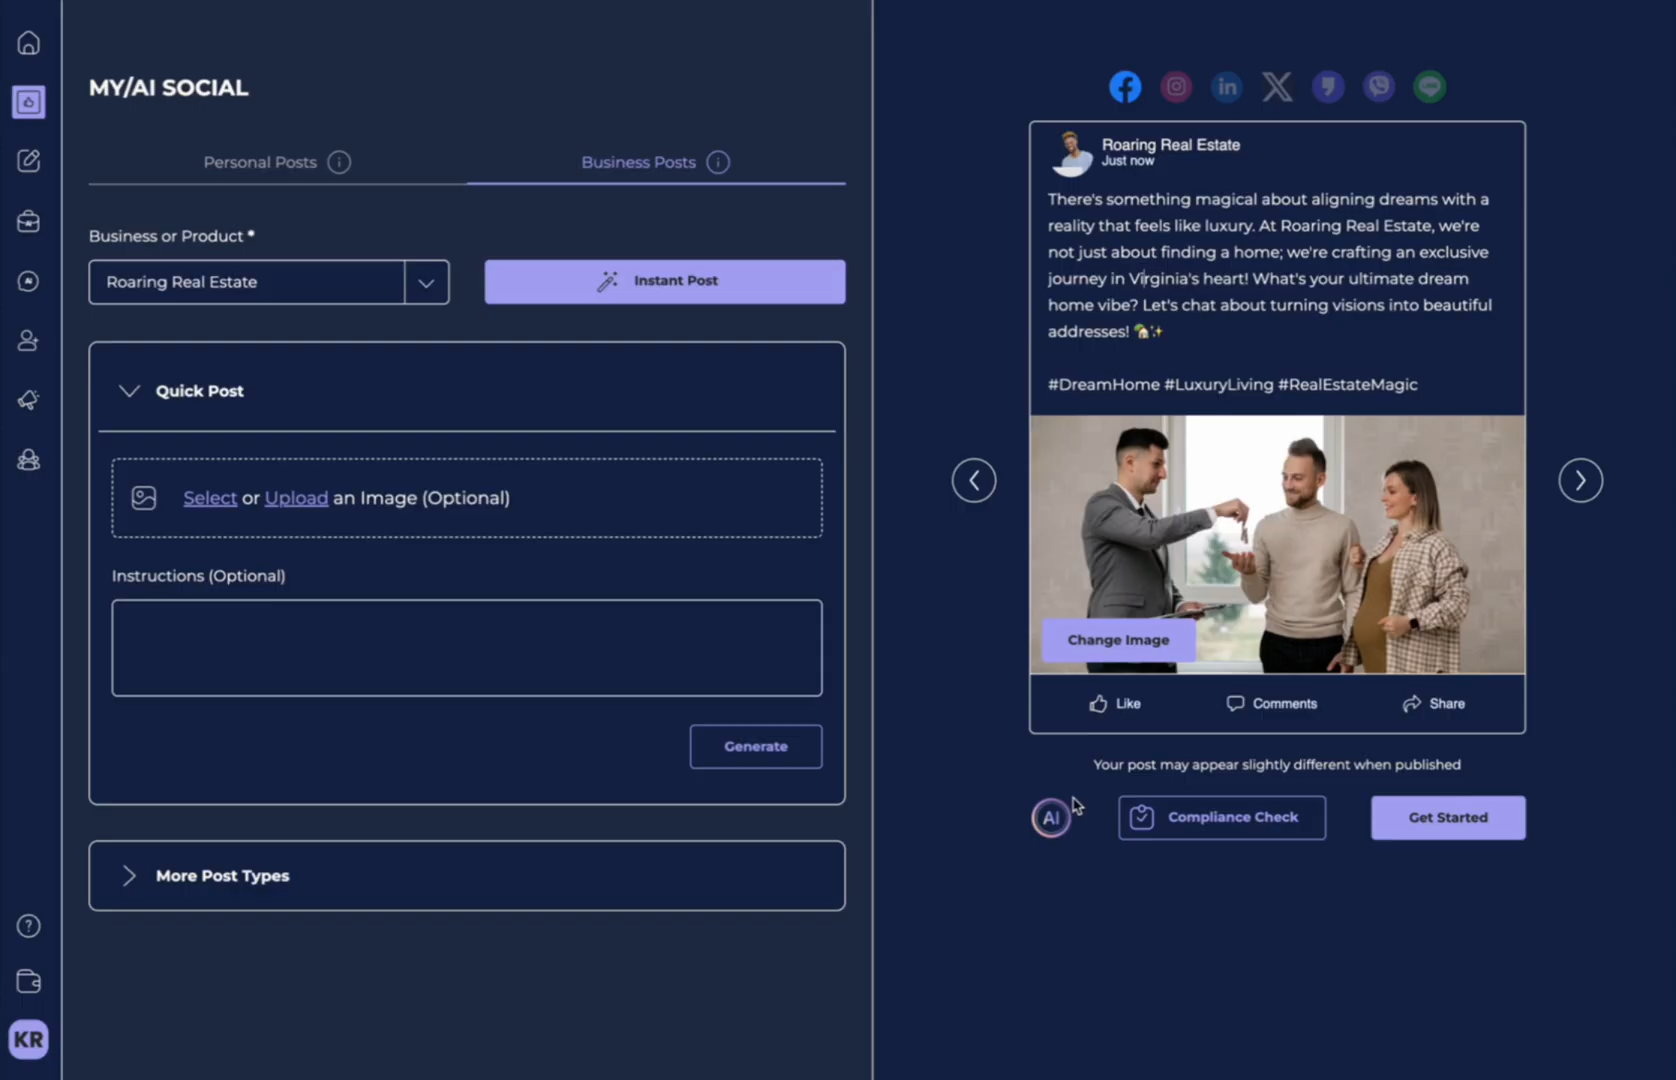 MY/AI SOCIAL
Personal Posts
Business Posts
Business or Product *
Roaring Real Estate
Instant Post
Quick Post
Select or Upload an Image (Optional)
Instructions (Optional)
Generate
More Post Types
KR
Roaring Real Estate
Just now
There's something magical about aligning dreams with a
reality that feels like luxury. At Roaring Real Estate, we're
not just about finding a home; we're crafting an exclusive
journey in Virginia's heart! What's your ultimate dream
home vibe? Let's chat about turning visions into beautiful
addresses! 🏡✨
#DreamHome #LuxuryLiving #RealEstateMagic
Change Image
Like
Comments
Share
Your post may appear slightly different when published
AI
Compliance Check
Get Started